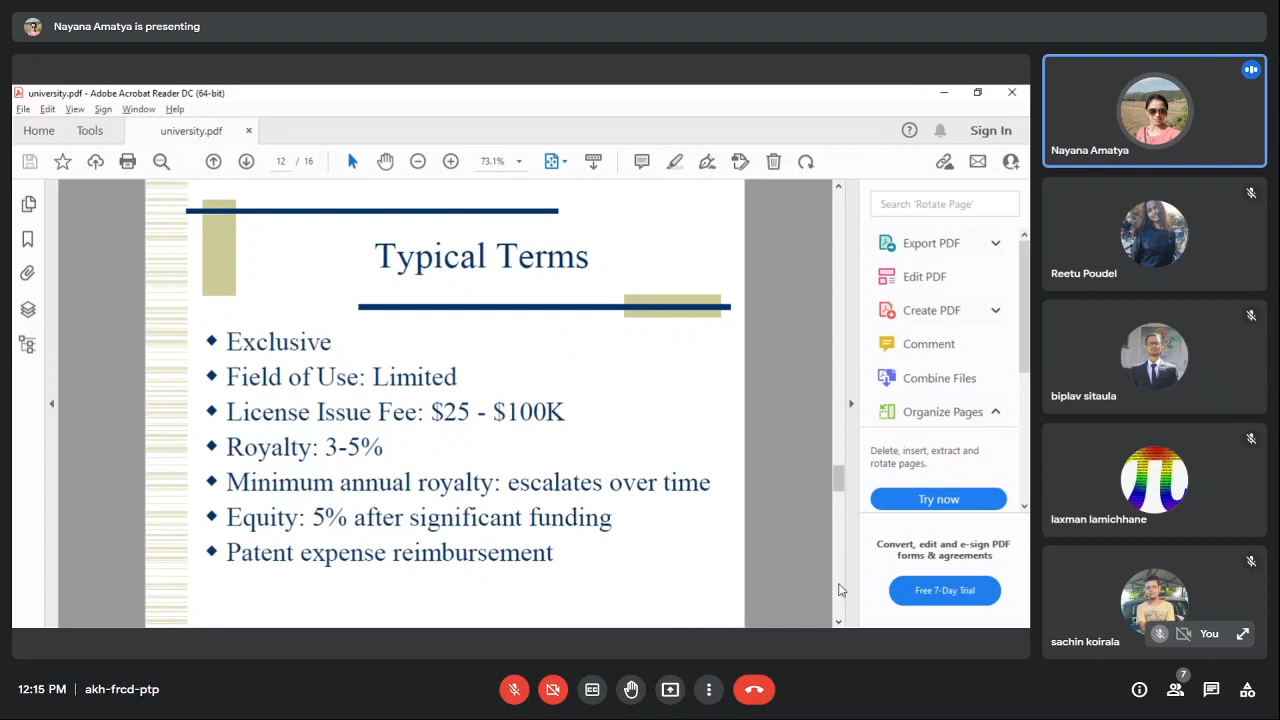 Nayana Amatya is presenting
university.pdf - Adobe Acrobat Reader DC (64-bit)
File Edit View Sign Window Help
Home Tools university.pdf × Sign In
12 / 16 73.1%
Typical Terms
Exclusive
Field of Use: Limited
License Issue Fee: $25 - $100K
Royalty: 3-5%
Minimum annual royalty: escalates over time
Equity: 5% after significant funding
Patent expense reimbursement
Search 'Rotate Page'
Export PDF
Edit PDF
Create PDF
Comment
Combine Files
Organize Pages
Delete, insert, extract and
rotate pages.
Try now
Convert, edit and e-sign PDF
forms & agreements
Free 7-Day Trial
Nayana Amatya
Reetu Poudel
biplav sitaula
laxman lamichhane
sachin koirala
You
12:15 PM | akh-frcd-ptp
7